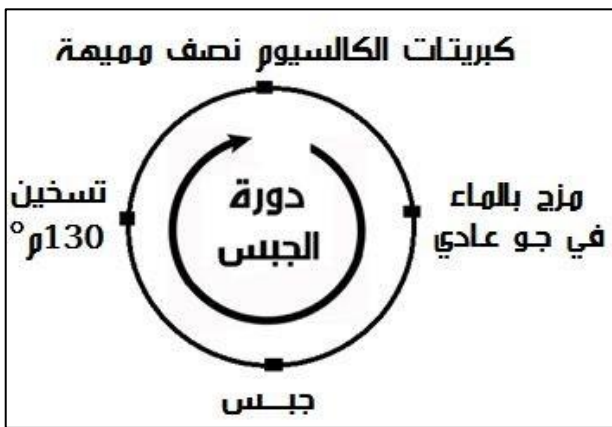 كبريتات الكالسيوم نصف مميهة
مزج بالماء
في جو عادي
دورة
الجبس
تسخين
130م°
جبــس